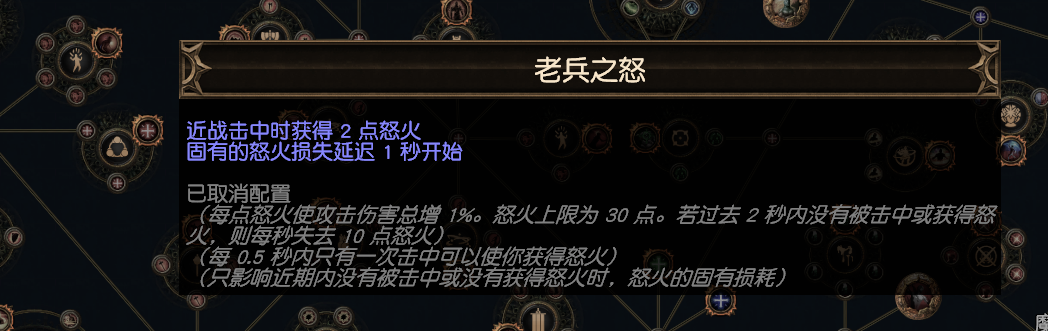 老兵之怒
近战击中时获得 2 点怒火
固有的怒火损失延迟 1 秒开始
已取消配置
（每点怒火使攻击伤害总增 1%。怒火上限为 30 点。若过去 2 秒内没有被击中或获得怒
火，则每秒失去 10 点怒火）
（每 0.5 秒内只有一次击中可以使你获得怒火）
（只影响近期内没有被击中或没有获得怒火时，怒火的固有损耗）